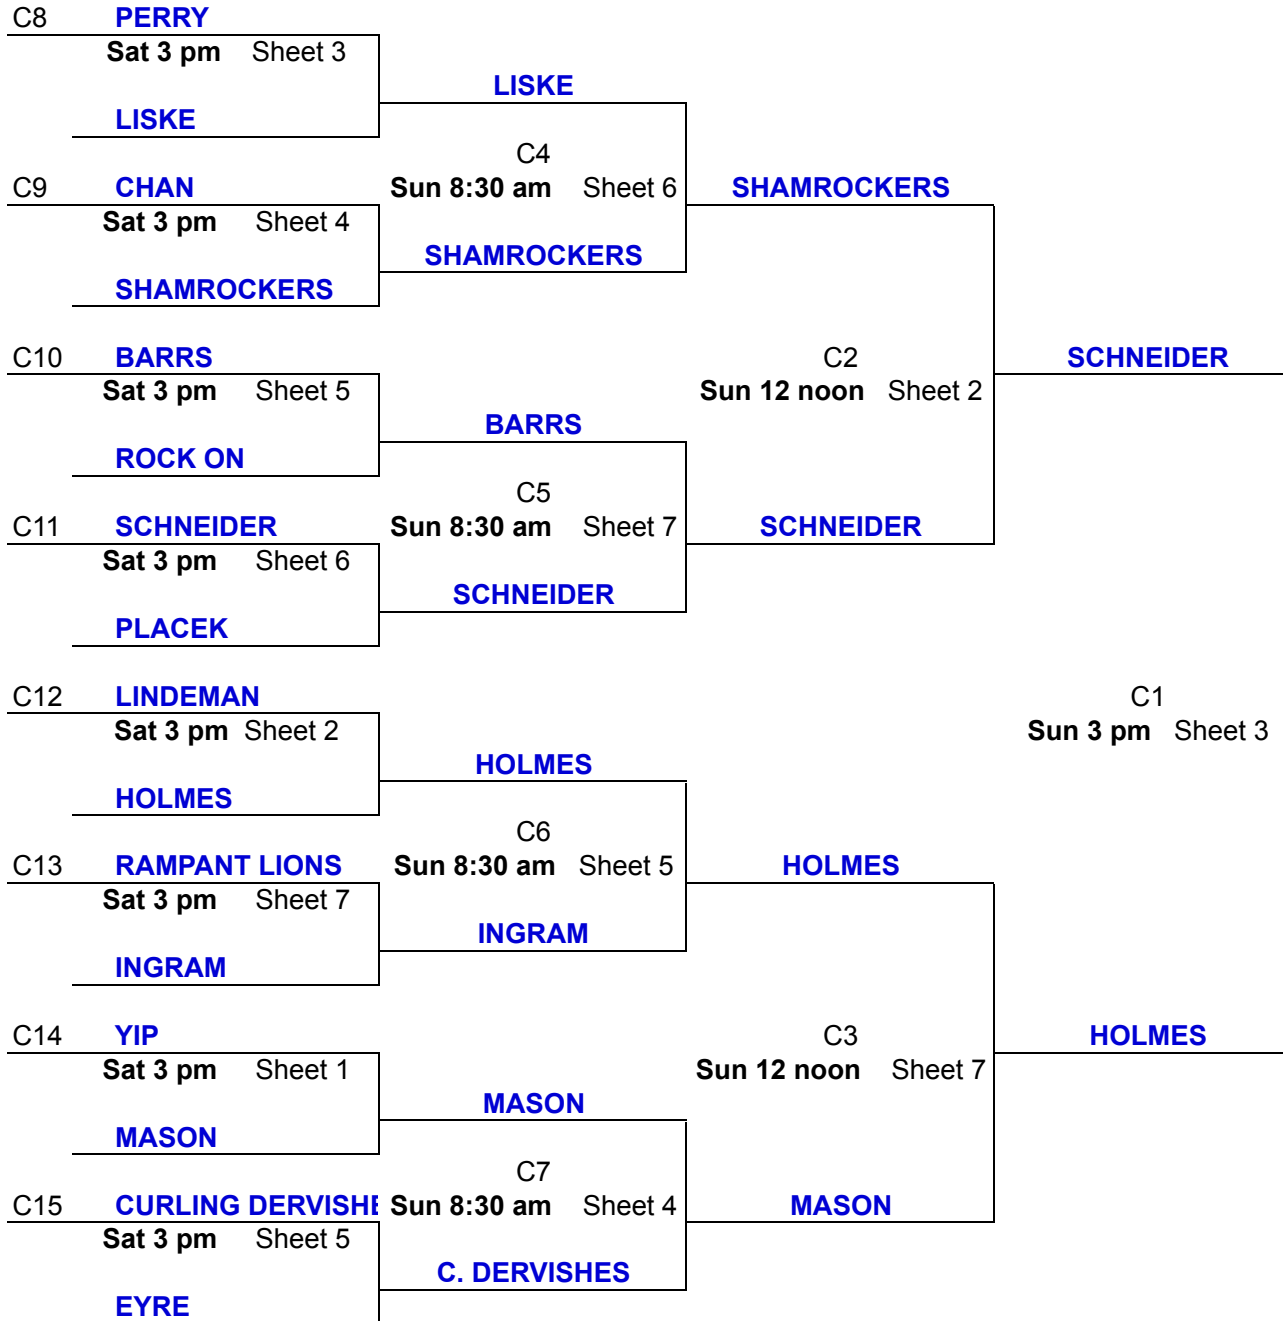 C8 PERRY
Sat 3 pm Sheet 3
LISKE
LISKE
C4
C9 CHAN Sun 8:30 am Sheet 6 SHAMROCKERS
Sat 3 pm Sheet 4
SHAMROCKERS
SHAMROCKERS
C10 BARRS C2 SCHNEIDER
Sat 3 pm Sheet 5 Sun 12 noon Sheet 2
BARRS
ROCK ON
C5
C11 SCHNEIDER Sun 8:30 am Sheet 7 SCHNEIDER
Sat 3 pm Sheet 6
SCHNEIDER
PLACEK
C12 LINDEMAN C1
Sat 3 pm Sheet 2 Sun 3 pm Sheet 3
HOLMES
HOLMES
C6
C13 RAMPANT LIONS Sun 8:30 am Sheet 5 HOLMES
Sat 3 pm Sheet 7
INGRAM
INGRAM
C14 YIP C3 HOLMES
Sat 3 pm Sheet 1 Sun 12 noon Sheet 7
MASON
MASON
C7
C15 CURLING DERVISHE Sun 8:30 am Sheet 4 MASON
Sat 3 pm Sheet 5
C. DERVISHES
EYRE